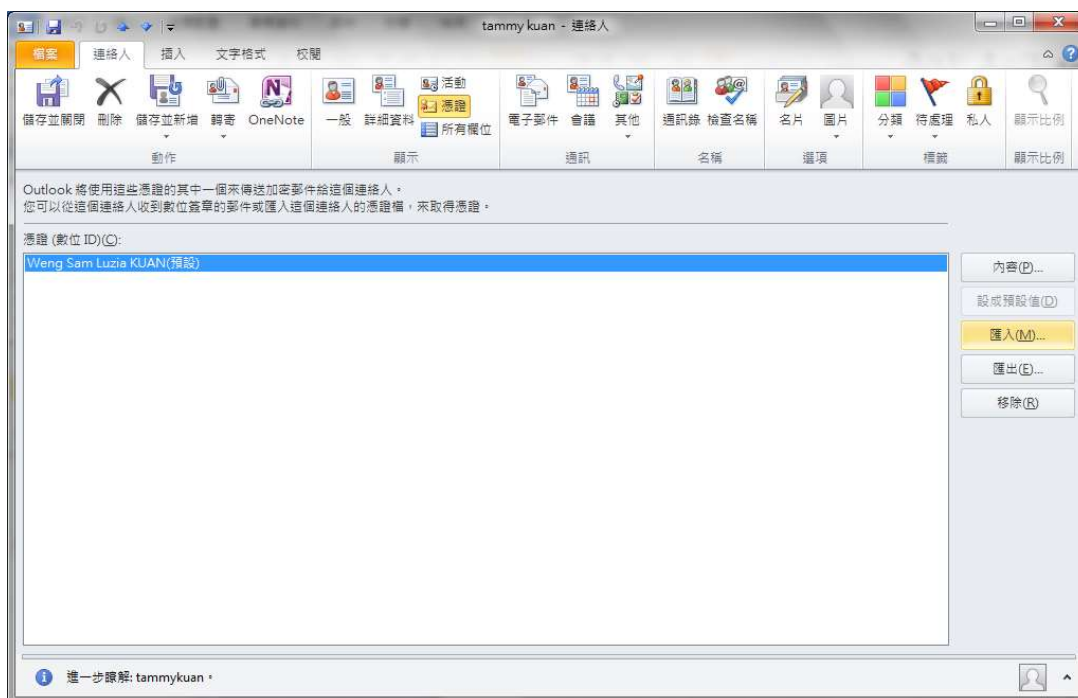 tammy kuan - 連絡人
檔案 連絡人 插入 文字格式 校閱
儲存並關閉 刪除 儲存並新增 轉寄 OneNote 一般 詳細資料 活動 憑證 所有欄位 電子郵件 會議 其他 通訊錄 檢查名稱 名片 圖片 分類 待處理 私人 顯示比例
動作 顯示 通訊 名稱 選項 標籤 顯示比例
Outlook 將使用這些憑證的其中一個來傳送加密郵件給這個連絡人。
您可以從這個連絡人收到數位簽章的郵件或匯入這個連絡人的憑證檔，來取得憑證。
憑證 (數位 ID)(C):
Weng Sam Luzia KUAN(預設)
內容(P)...
設成預設值(D)
匯入(M)...
匯出(E)...
移除(R)
進一步瞭解: tammykuan。